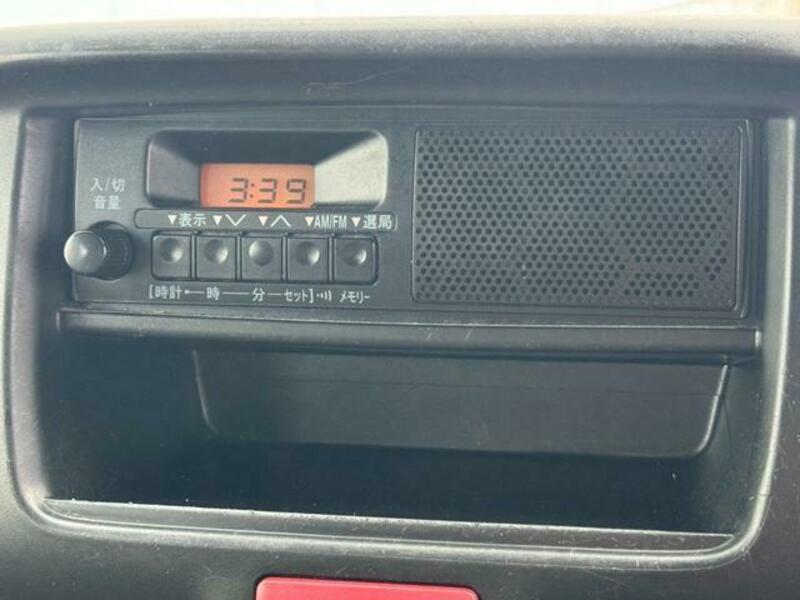 3:39
入/切
音量
▼表示 ▼∨ ▼∧ ▼AM/FM ▼選局
[時計•—時—分—セット]•))) メモリー